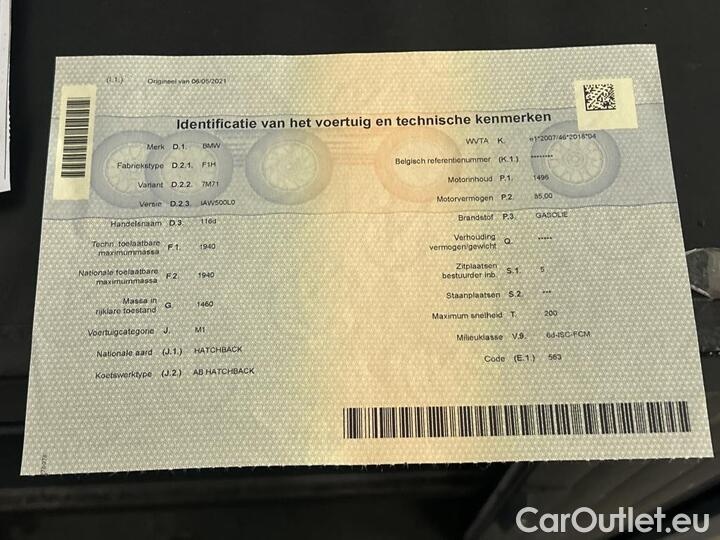 (I.1.) Origineel van 06/05/2021
Identificatie van het voertuig en technische kenmerken
Merk D.1. BMW
Fabriekstype D.2.1. F1H
Variant D.2.2. 7M71
Versie D.2.3. IAW500L0
Handelsnaam D.3. 116d
Techn. toelaatbare
maximummassa F.1. 1940
Nationale toelaatbare
maximummassa F.2. 1940
Massa in
rijklare toestand G. 1460
Voertuigcategorie J. M1
Nationale aard (J.1.) HATCHBACK
Koetswerktype (J.2.) AB HATCHBACK
WVTA K. e1*2007/46*2018*04
Belgisch referentienummer (K.1.) ********
Motorinhoud P.1. 1496
Motorvermogen P.2. 85,00
Brandstof P.3. GASOLIE
Verhouding
vermogen/gewicht Q. *****
Zitplaatsen
bestuurder inb. S.1. 5
Staanplaatsen S.2. ***
Maximum snelheid T. 200
Milieuklasse V.9. 6d-ISC-FCM
Code (E.1.) 563
CarOutlet.eu